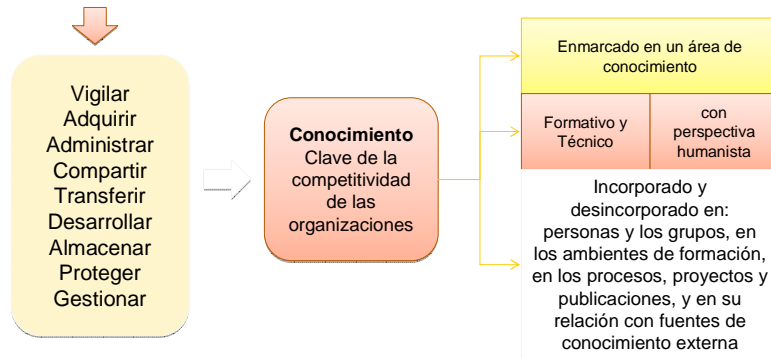 Vigilar
Adquirir
Administrar
Compartir
Transferir
Desarrollar
Almacenar
Proteger
Gestionar
Conocimiento
Clave de la
competitividad
de las
organizaciones
Enmarcado en un área de
conocimiento
Formativo y
Técnico
con
perspectiva
humanista
Incorporado y
desincorporado en:
personas y los grupos, en
los ambientes de formación,
en los procesos, proyectos y
publicaciones, y en su
relación con fuentes de
conocimiento externa